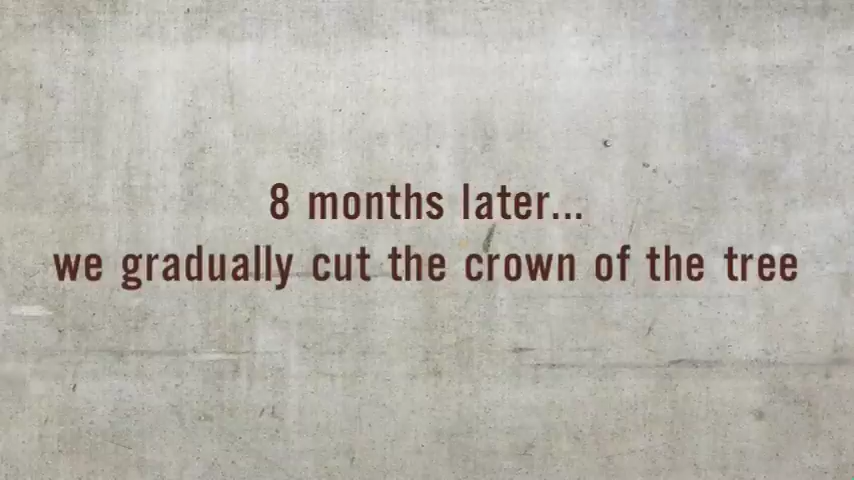 8 months later...
we gradually cut the crown of the tree